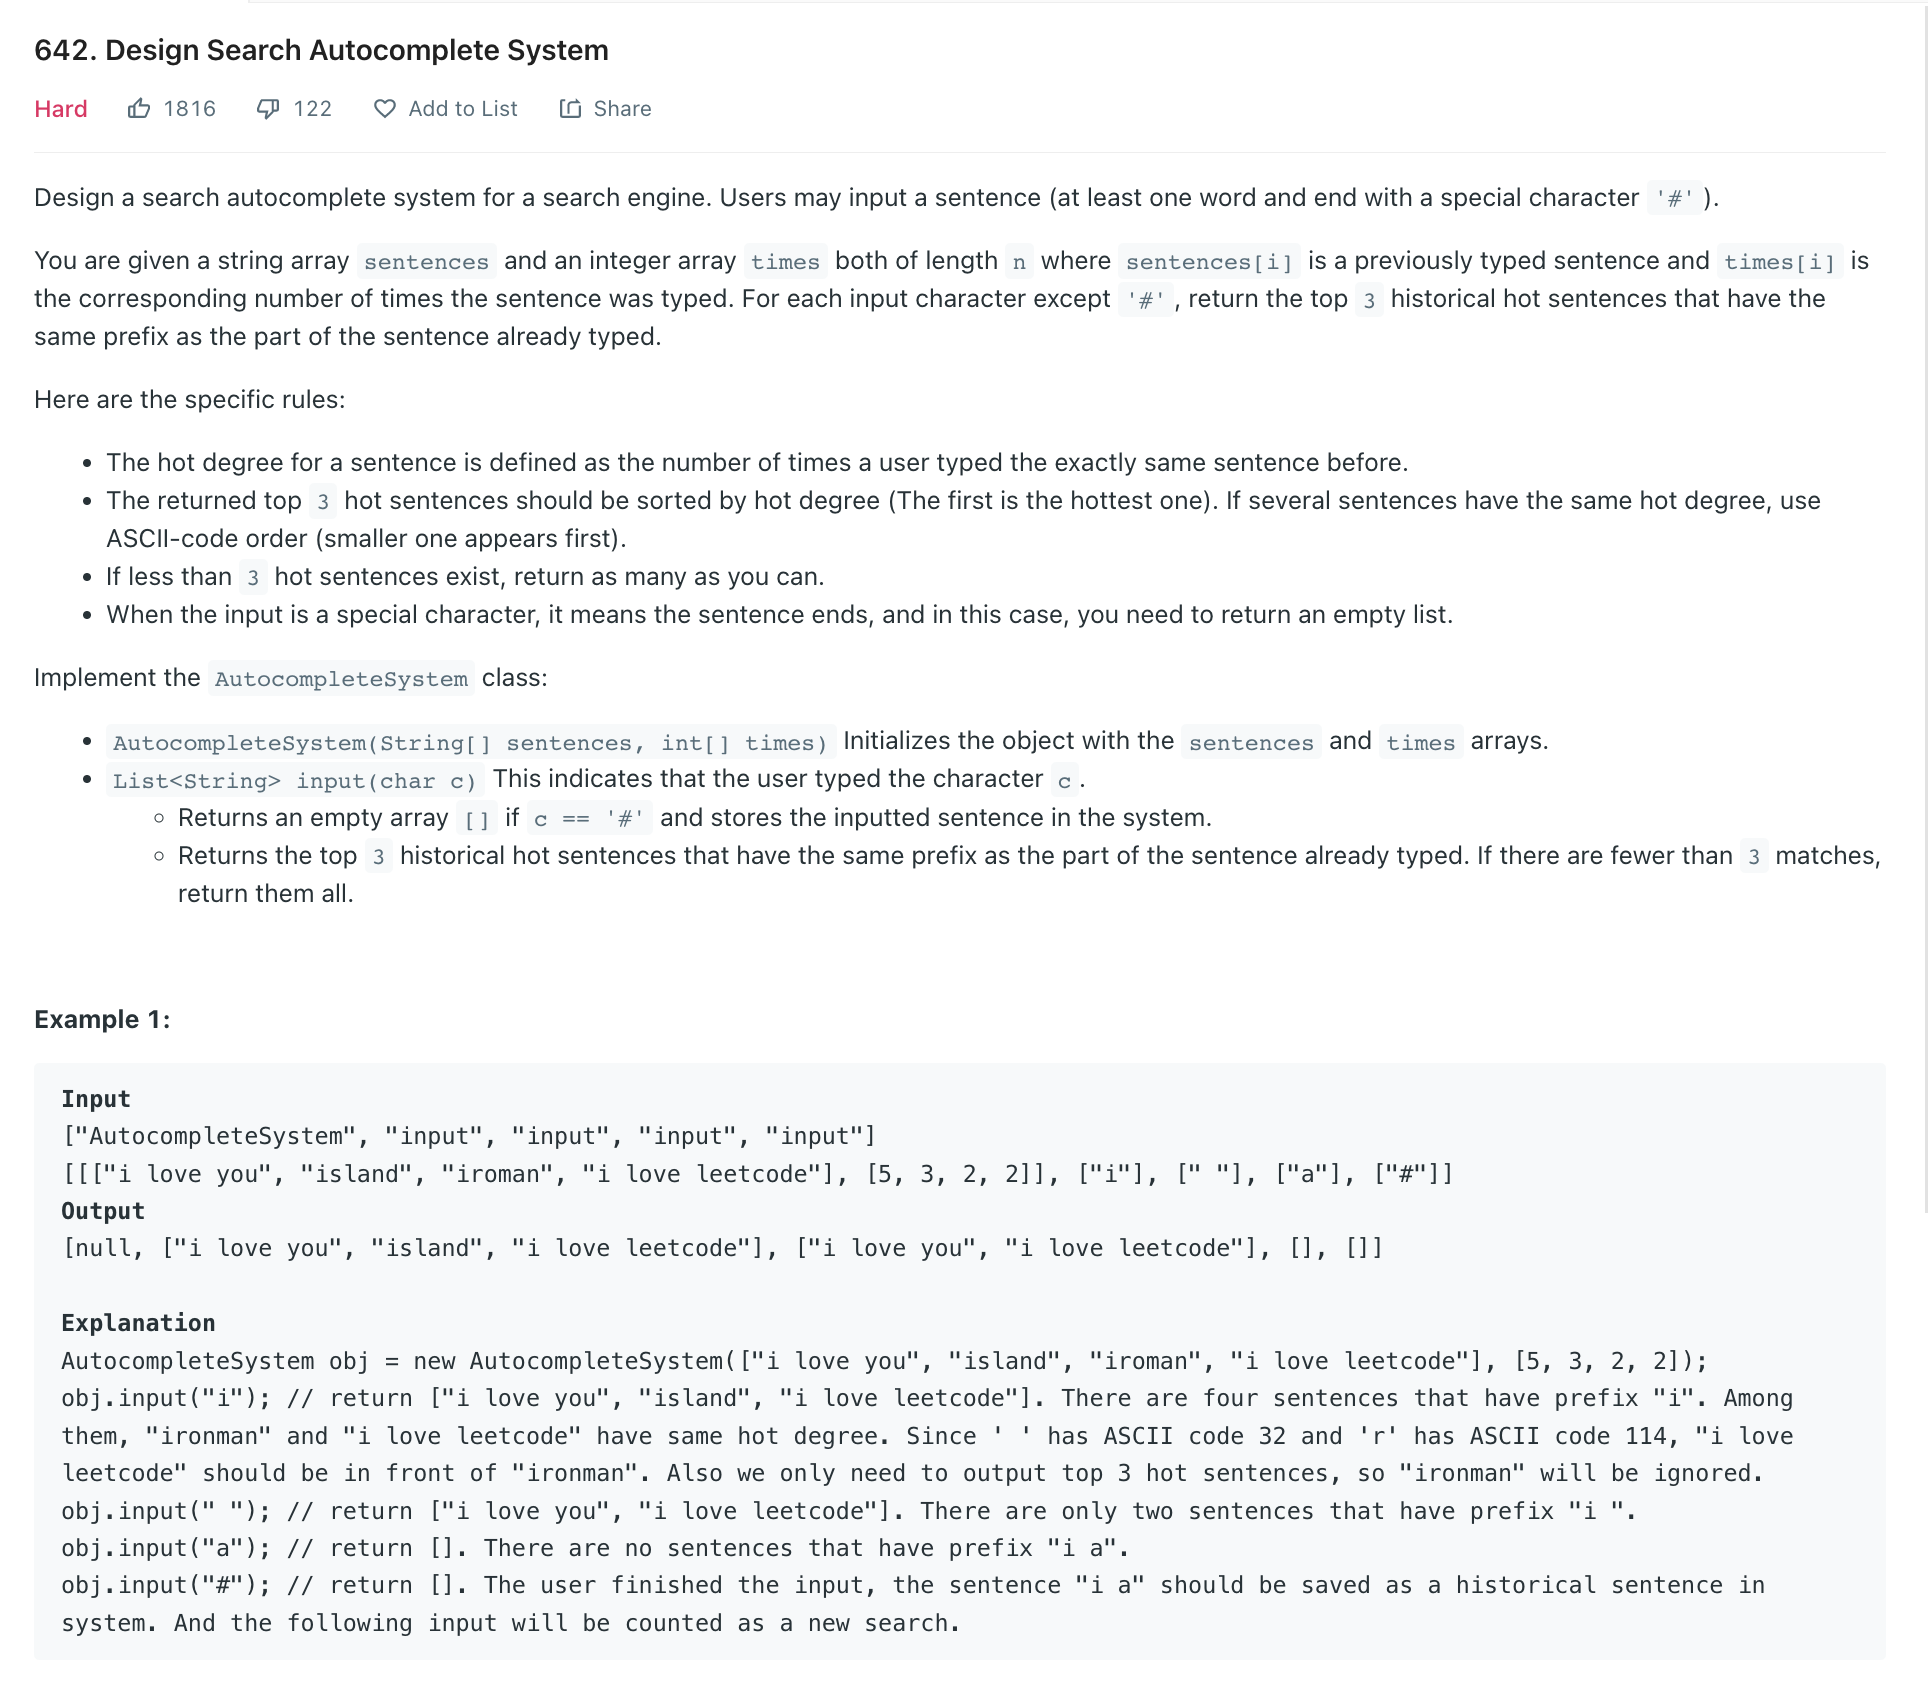 642. Design Search Autocomplete System
Hard 1816 122 Add to List Share
Design a search autocomplete system for a search engine. Users may input a sentence (at least one word and end with a special character '#').
You are given a string array sentences and an integer array times both of length n where sentences[i] is a previously typed sentence and times[i] is
the corresponding number of times the sentence was typed. For each input character except '#', return the top 3 historical hot sentences that have the
same prefix as the part of the sentence already typed.
Here are the specific rules:
• The hot degree for a sentence is defined as the number of times a user typed the exactly same sentence before.
• The returned top 3 hot sentences should be sorted by hot degree (The first is the hottest one). If several sentences have the same hot degree, use
ASCII-code order (smaller one appears first).
• If less than 3 hot sentences exist, return as many as you can.
• When the input is a special character, it means the sentence ends, and in this case, you need to return an empty list.
Implement the AutocompleteSystem class:
• AutocompleteSystem(String[] sentences, int[] times) Initializes the object with the sentences and times arrays.
• List<String> input(char c) This indicates that the user typed the character c.
◦ Returns an empty array [] if c == '#' and stores the inputted sentence in the system.
◦ Returns the top 3 historical hot sentences that have the same prefix as the part of the sentence already typed. If there are fewer than 3 matches,
return them all.
Example 1:
Input
["AutocompleteSystem", "input", "input", "input", "input"]
[[["i love you", "island", "iroman", "i love leetcode"], [5, 3, 2, 2]], ["i"], [" "], ["a"], ["#"]]
Output
[null, ["i love you", "island", "i love leetcode"], ["i love you", "i love leetcode"], [], []]
Explanation
AutocompleteSystem obj = new AutocompleteSystem(["i love you", "island", "iroman", "i love leetcode"], [5, 3, 2, 2]);
obj.input("i"); // return ["i love you", "island", "i love leetcode"]. There are four sentences that have prefix "i". Among
them, "ironman" and "i love leetcode" have same hot degree. Since ' ' has ASCII code 32 and 'r' has ASCII code 114, "i love
leetcode" should be in front of "ironman". Also we only need to output top 3 hot sentences, so "ironman" will be ignored.
obj.input(" "); // return ["i love you", "i love leetcode"]. There are only two sentences that have prefix "i ".
obj.input("a"); // return []. There are no sentences that have prefix "i a".
obj.input("#"); // return []. The user finished the input, the sentence "i a" should be saved as a historical sentence in
system. And the following input will be counted as a new search.